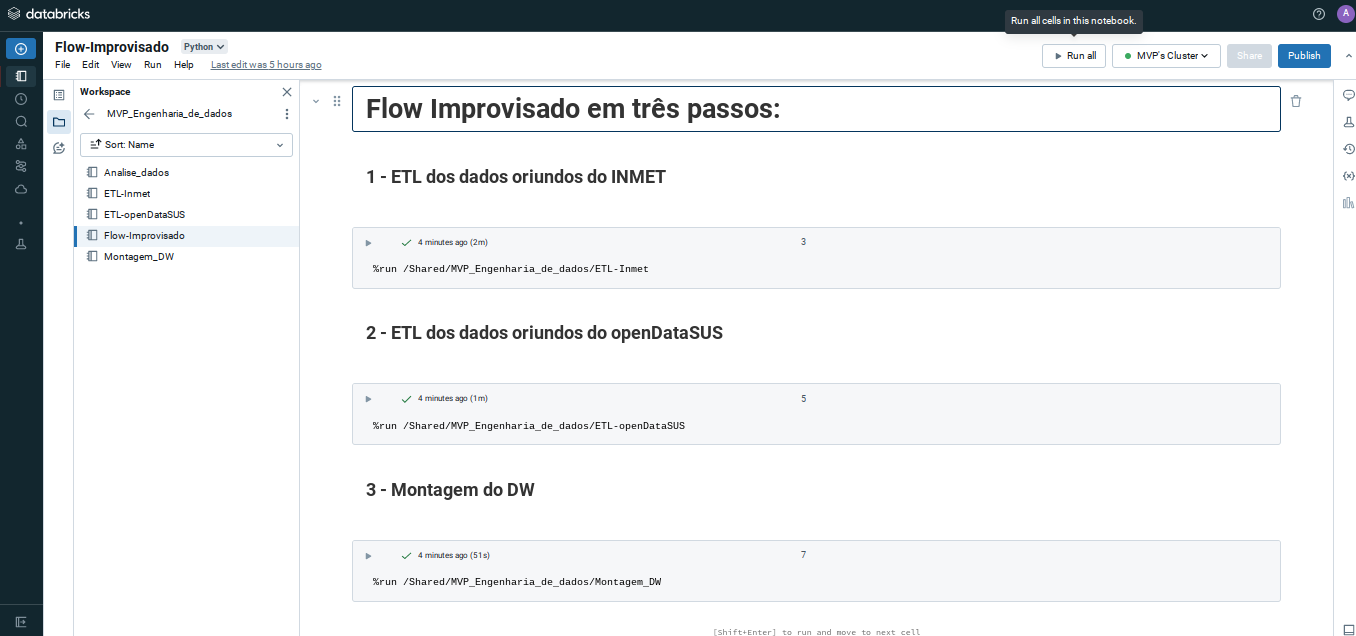 databricks
Run all cells in this notebook.
A
Flow-Improvisado Python
File Edit View Run Help Last edit was 5 hours ago
Run all MVP's Cluster Share Publish
Workspace
MVP_Engenharia_de_dados
Sort: Name
Analise_dados
ETL-Inmet
ETL-openDataSUS
Flow-Improvisado
Montagem_DW
Flow Improvisado em três passos:
1 - ETL dos dados oriundos do INMET
4 minutes ago (2m) 3
%run /Shared/MVP_Engenharia_de_dados/ETL-Inmet
2 - ETL dos dados oriundos do openDataSUS
4 minutes ago (1m) 5
%run /Shared/MVP_Engenharia_de_dados/ETL-openDataSUS
3 - Montagem do DW
4 minutes ago (51s) 7
%run /Shared/MVP_Engenharia_de_dados/Montagem_DW
[Shift+Enter] to run and move to next cell